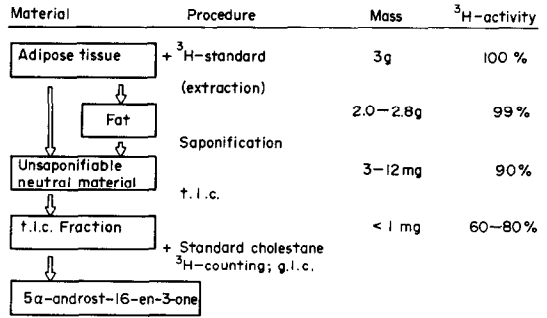 Material Procedure Mass ³H-activity
Adipose tissue + ³H-standard 3g 100 %
(extraction)
Fat 2.0–2.8g 99%
Saponification
Unsaponifiable
neutral material 3–12mg 90%
t.l.c.
t.l.c. Fraction <1 mg 60–80%
+ Standard cholestane
³H-counting; g.l.c.
5α-androst-16-en-3-one